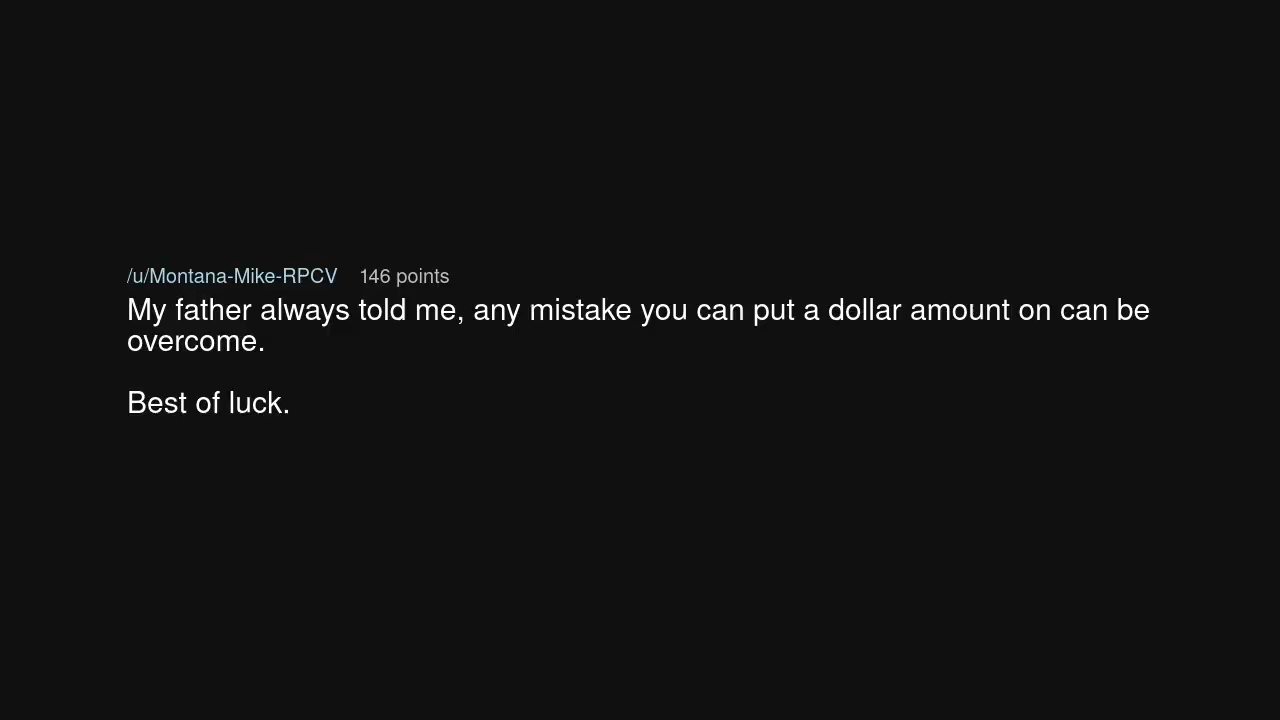 /u/Montana-Mike-RPCV 146 points
My father always told me, any mistake you can put a dollar amount on can be
overcome.
Best of luck.